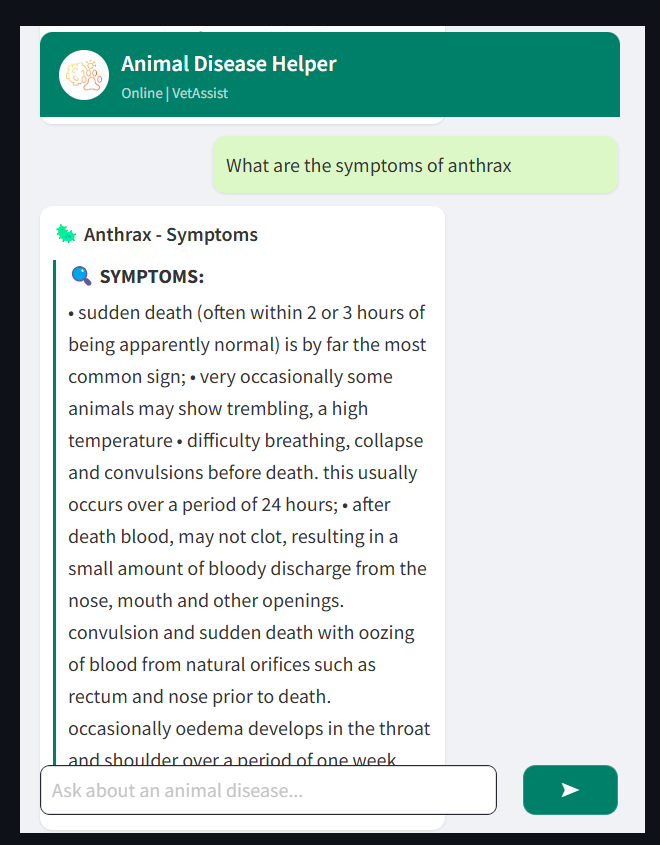 Animal Disease Helper
Online | VetAssist
What are the symptoms of anthrax
Anthrax - Symptoms
SYMPTOMS:
• sudden death (often within 2 or 3 hours of
being apparently normal) is by far the most
common sign; • very occasionally some
animals may show trembling, a high
temperature • difficulty breathing, collapse
and convulsions before death. this usually
occurs over a period of 24 hours; • after
death blood, may not clot, resulting in a
small amount of bloody discharge from the
nose, mouth and other openings.
convulsion and sudden death with oozing
of blood from natural orifices such as
rectum and nose prior to death.
occasionally oedema develops in the throat
and shoulder over a period of one week
Ask about an animal disease...